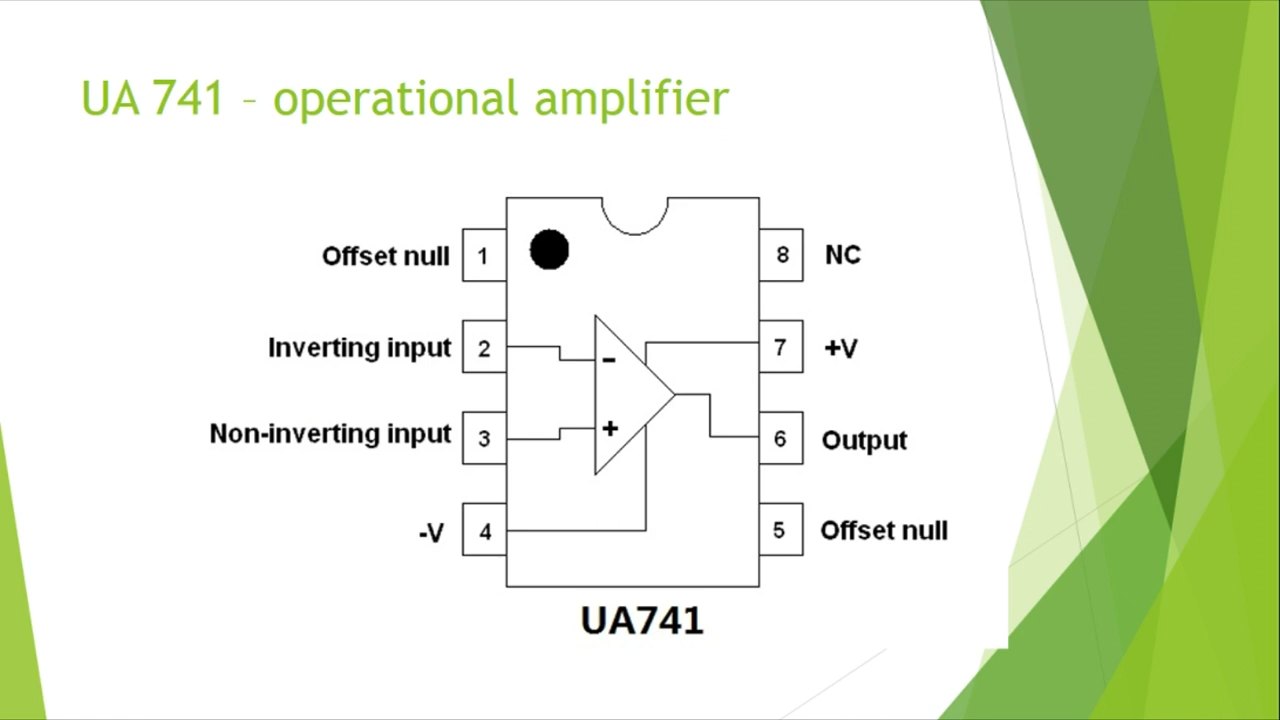 UA 741 – operational amplifier
Offset null 1 8 NC
Inverting input 2 – 7 +V
Non-inverting input 3 + 6 Output
-V 4 5 Offset null
UA741